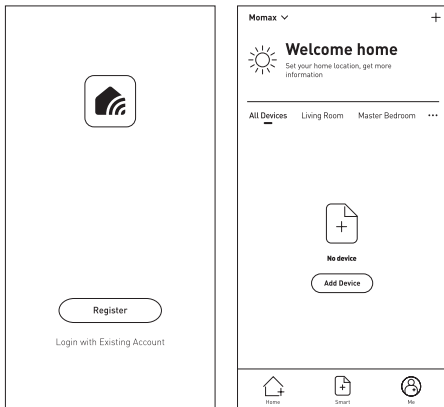 Register
Login with Existing Account
Momax
Welcome home
Set your home location, get more
information
All Devices Living Room Master Bedroom ...
No device
Add Device
Home Smart Me